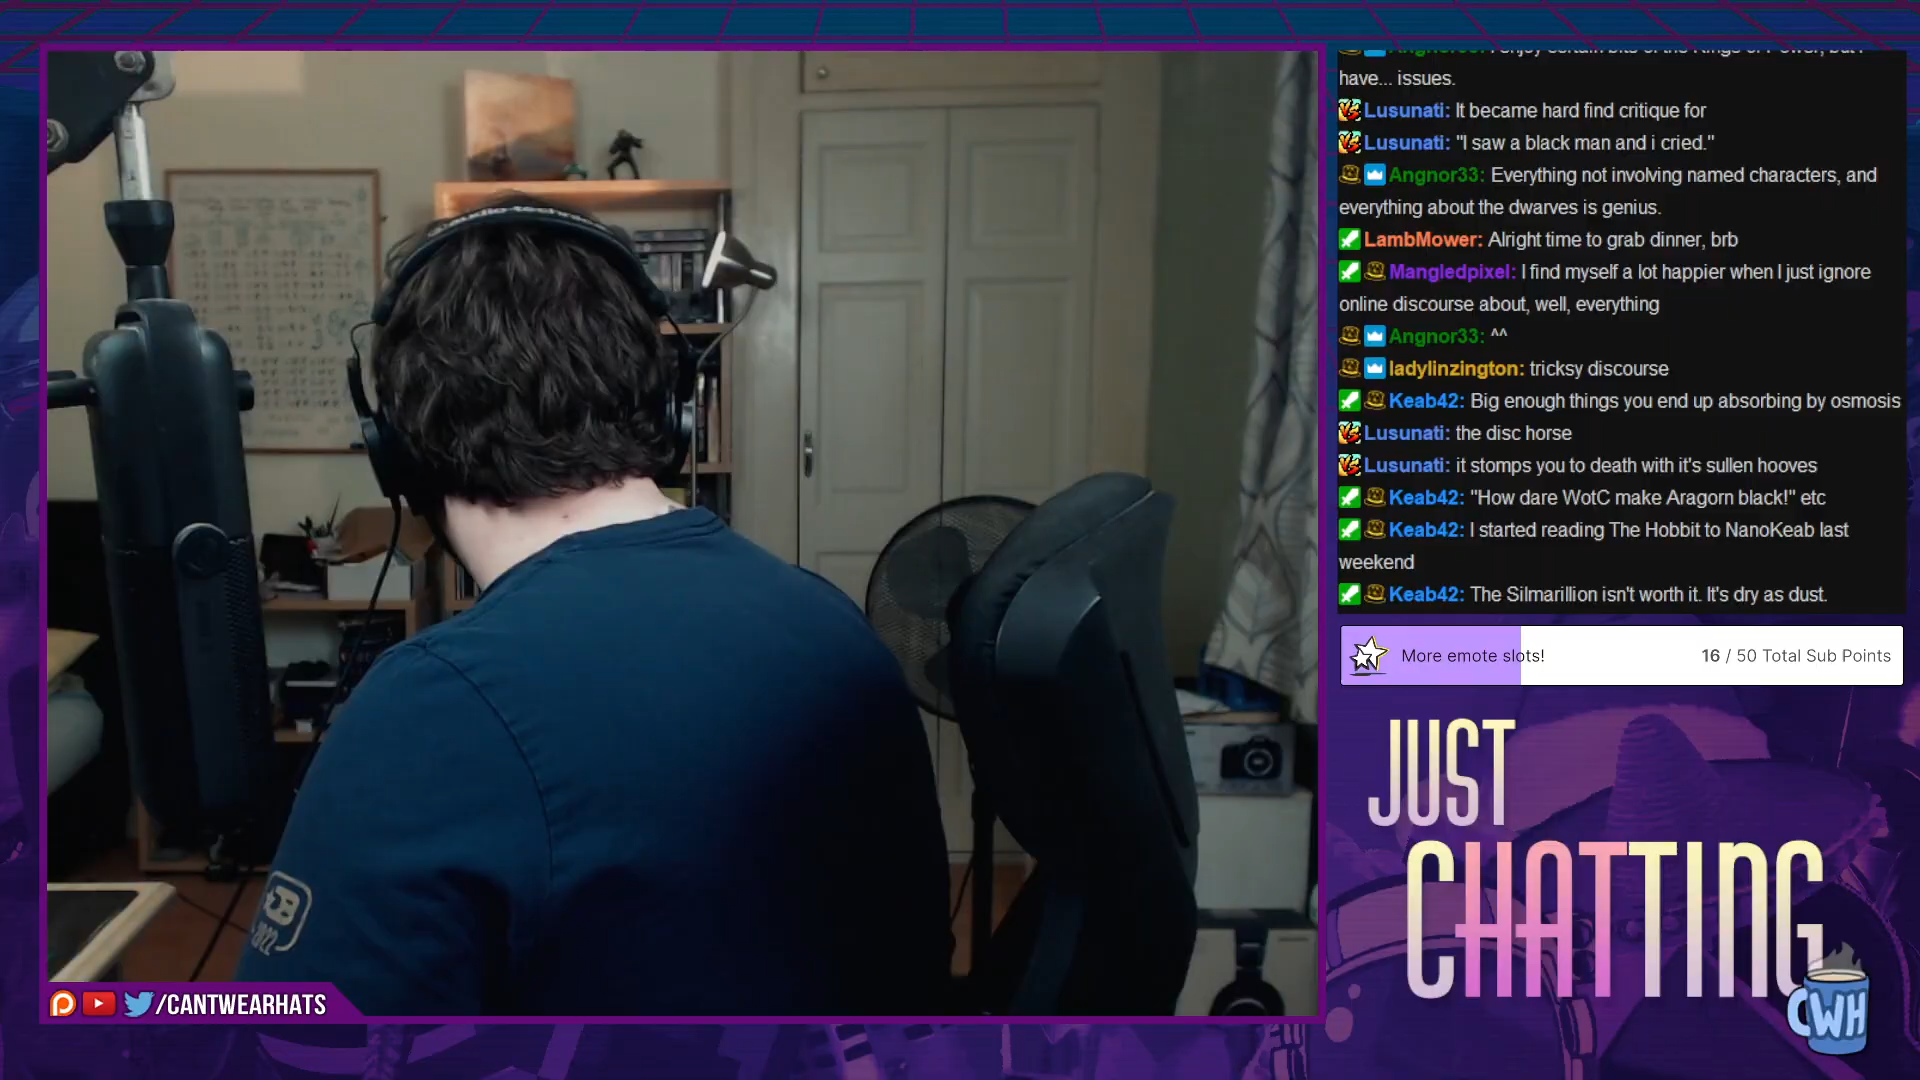 have... issues.
Lusunati: It became hard find critique for
Lusunati: "I saw a black man and i cried."
Angnor33: Everything not involving named characters, and
everything about the dwarves is genius.
LambMower: Alright time to grab dinner, brb
Mangledpixel: I find myself a lot happier when I just ignore
online discourse about, well, everything
Angnor33: ^^
ladylinzington: tricksy discourse
Keab42: Big enough things you end up absorbing by osmosis
Lusunati: the disc horse
Lusunati: it stomps you to death with it's sullen hooves
Keab42: "How dare WotC make Aragorn black!" etc
Keab42: I started reading The Hobbit to NanoKeab last
weekend
Keab42: The Silmarillion isn't worth it. It's dry as dust.
More emote slots! 16 / 50 Total Sub Points
JUST
CHATTING
CWH
/CANTWEARHATS
audio-technica
2022